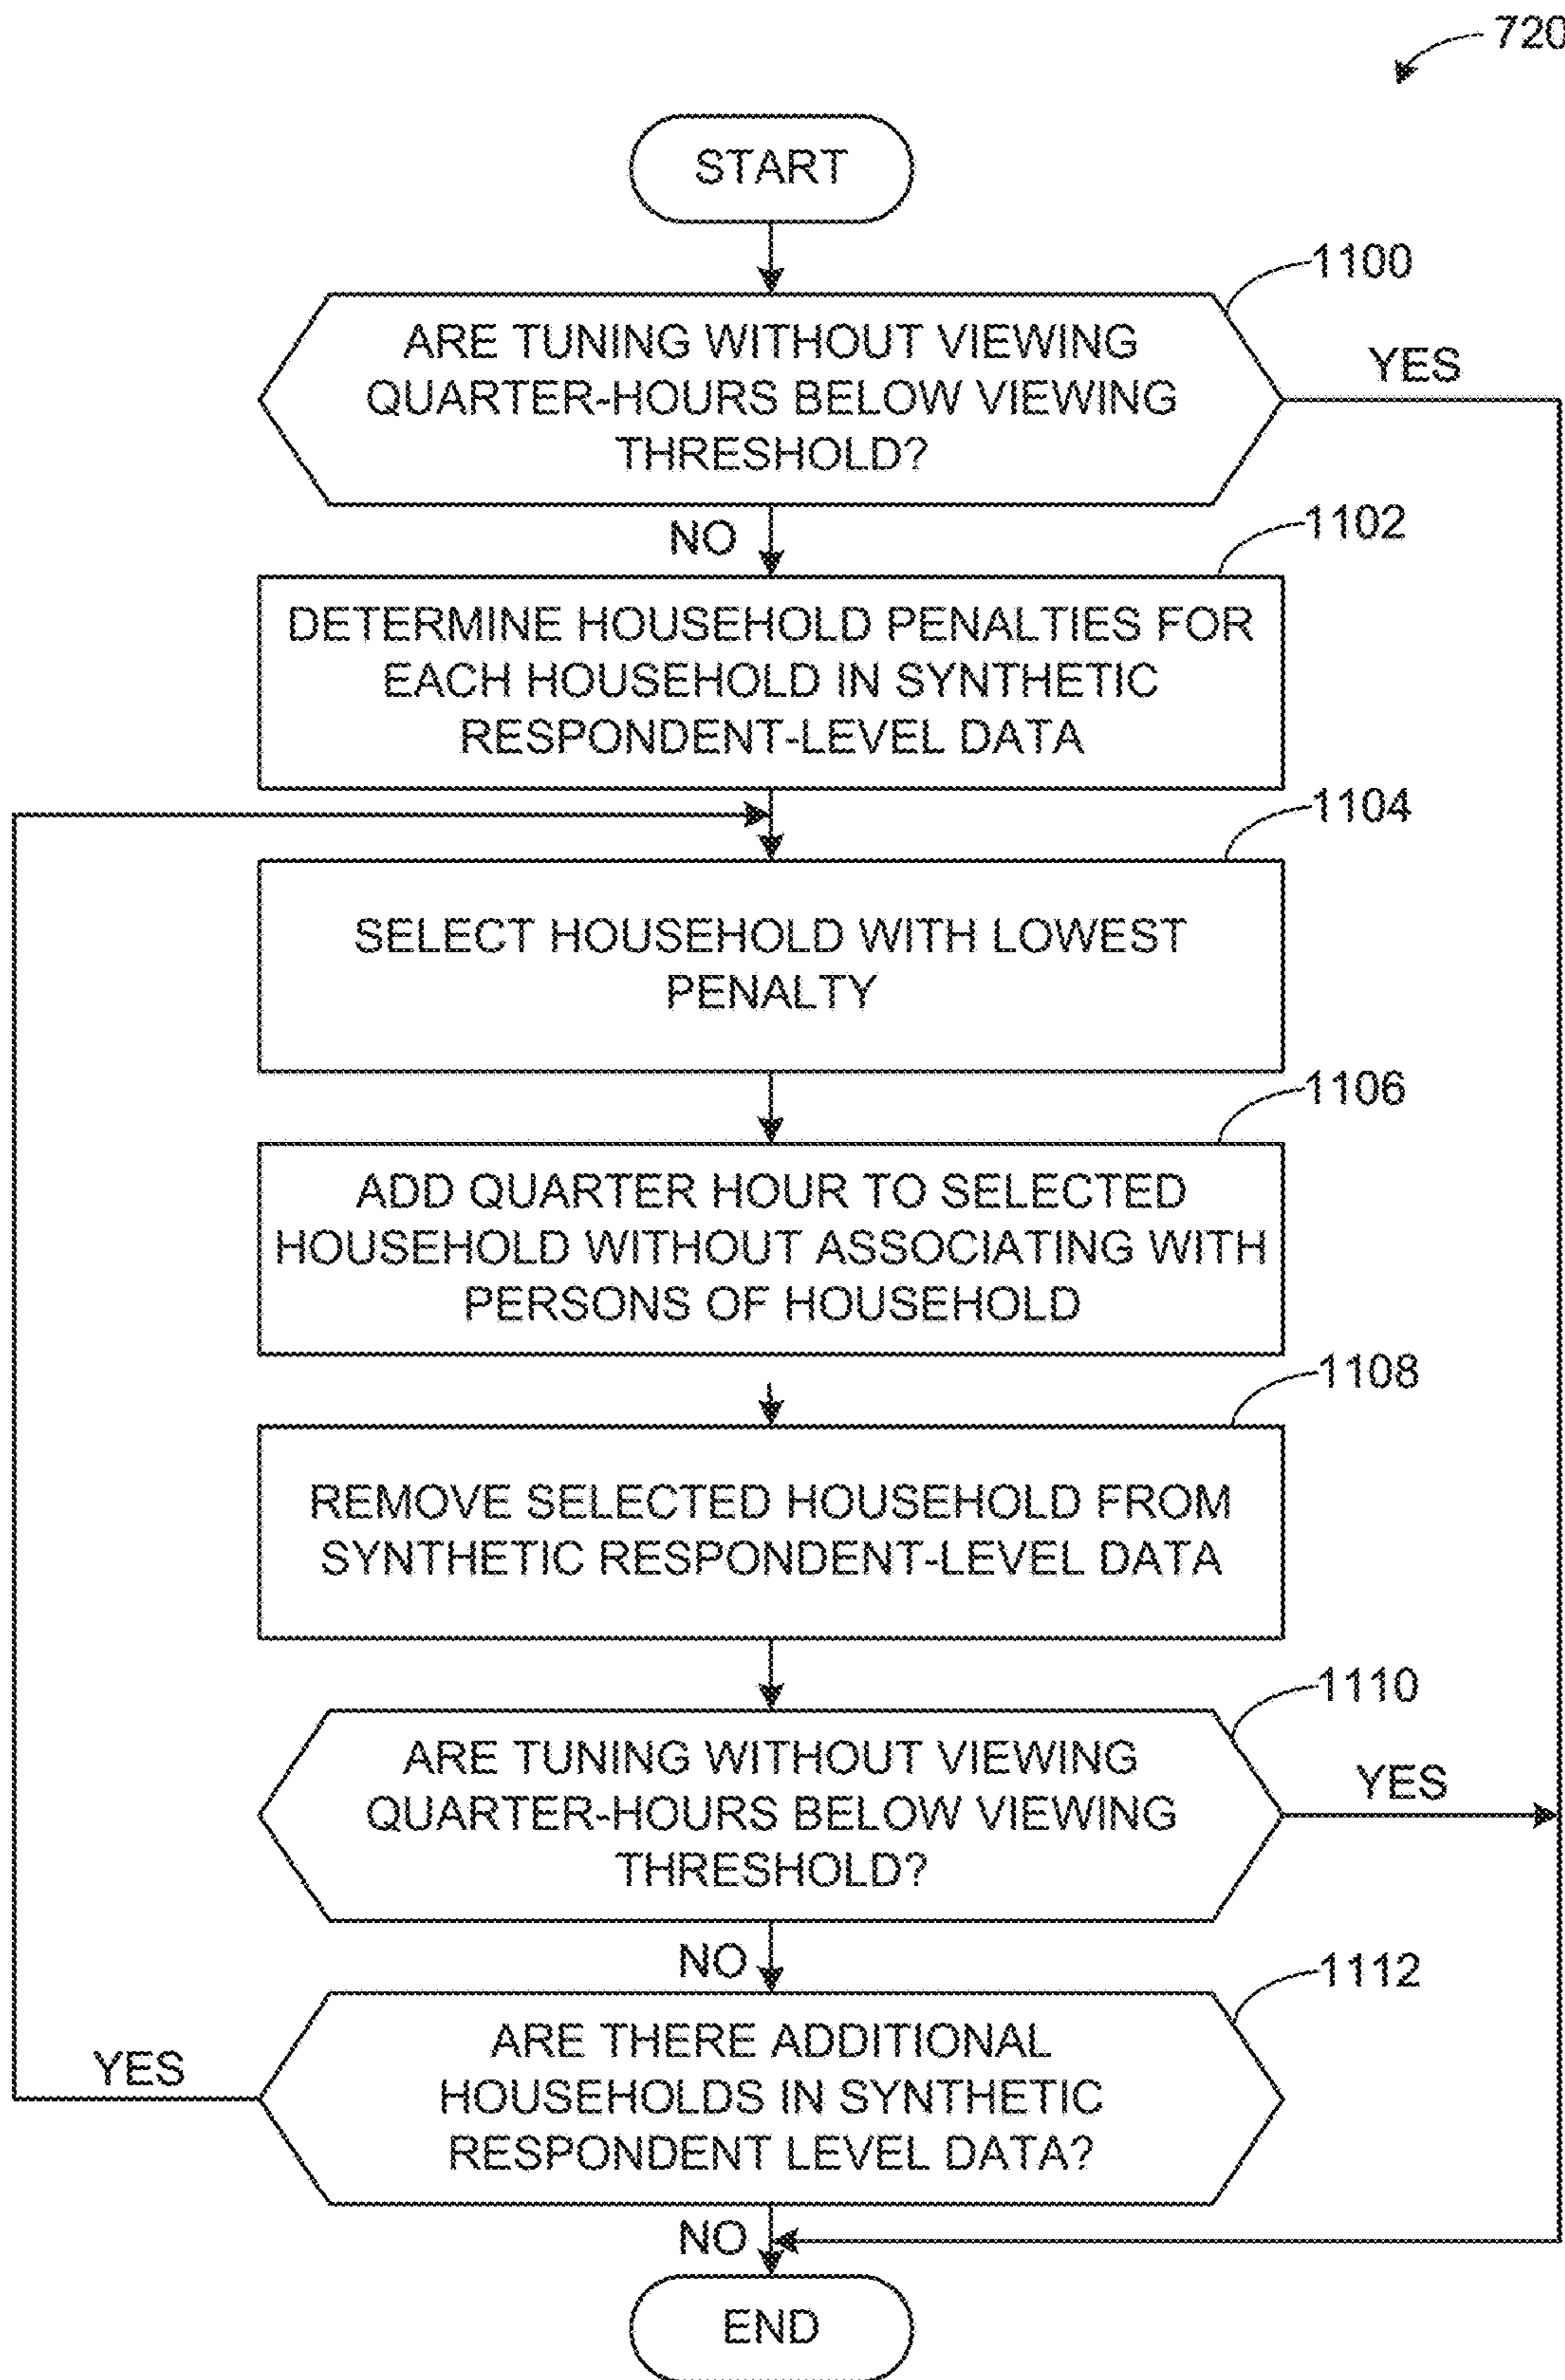 720
START
1100
ARE TUNING WITHOUT VIEWING
QUARTER-HOURS BELOW VIEWING
THRESHOLD?
YES
NO
1102
DETERMINE HOUSEHOLD PENALTIES FOR
EACH HOUSEHOLD IN SYNTHETIC
RESPONDENT-LEVEL DATA
1104
SELECT HOUSEHOLD WITH LOWEST
PENALTY
1106
ADD QUARTER HOUR TO SELECTED
HOUSEHOLD WITHOUT ASSOCIATING WITH
PERSONS OF HOUSEHOLD
1108
REMOVE SELECTED HOUSEHOLD FROM
SYNTHETIC RESPONDENT-LEVEL DATA
1110
ARE TUNING WITHOUT VIEWING
QUARTER-HOURS BELOW VIEWING
THRESHOLD?
YES
NO
1112
ARE THERE ADDITIONAL
HOUSEHOLDS IN SYNTHETIC
RESPONDENT LEVEL DATA?
YES
NO
END